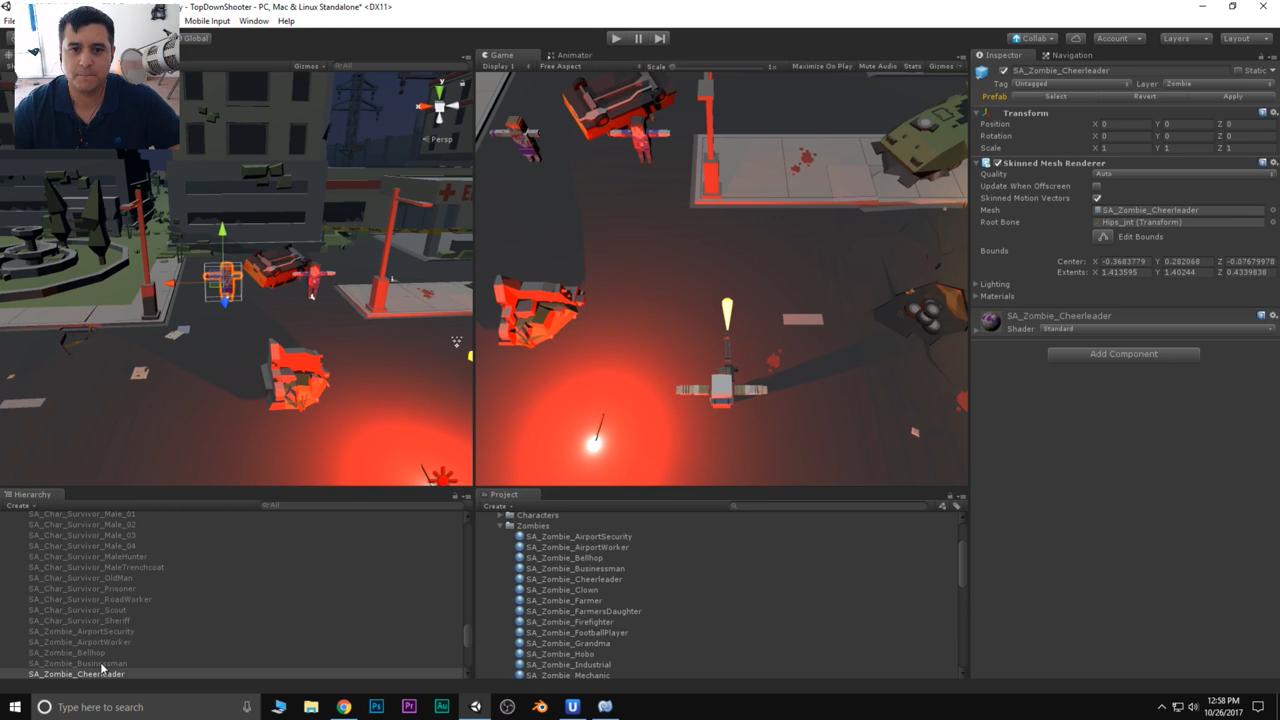 - TopDownShooter - PC, Mac & Linux Standalone* <DX11>
Mobile Input Window Help
Global
Collab Account Layers Layout
Gizmos All
Game Animator
Display 1 Free Aspect Scale 1x Maximize On Play Mute Audio Stats Gizmos
y
x
Persp
Inspector Navigation
SA_Zombie_Cheerleader Static
Tag Untagged Layer Zombie
Prefab Select Revert Apply
Transform
Position X 0 Y 0 Z 0
Rotation X 0 Y 0 Z 0
Scale X 1 Y 1 Z 1
Skinned Mesh Renderer
Quality Auto
Update When Offscreen
Skinned Motion Vectors
Mesh SA_Zombie_Cheerleader
Root Bone Hips_jnt (Transform)
Edit Bounds
Bounds
Center: X -0.3683779 Y 0.282068 Z -0.07679978
Extents: X 1.413595 Y 1.40244 Z 0.4339838
Lighting
Materials
SA_Zombie_Cheerleader
Shader Standard
Add Component
Hierarchy
Create All
SA_Char_Survivor_Male_01
SA_Char_Survivor_Male_02
SA_Char_Survivor_Male_03
SA_Char_Survivor_Male_04
SA_Char_Survivor_MaleHunter
SA_Char_Survivor_MaleTrenchcoat
SA_Char_Survivor_OldMan
SA_Char_Survivor_Prisoner
SA_Char_Survivor_RoadWorker
SA_Char_Survivor_Scout
SA_Char_Survivor_Sheriff
SA_Zombie_AirportSecurity
SA_Zombie_AirportWorker
SA_Zombie_Bellhop
SA_Zombie_Businessman
SA_Zombie_Cheerleader
Project
Create
Characters
Zombies
SA_Zombie_AirportSecurity
SA_Zombie_AirportWorker
SA_Zombie_Bellhop
SA_Zombie_Businessman
SA_Zombie_Cheerleader
SA_Zombie_Clown
SA_Zombie_Farmer
SA_Zombie_FarmersDaughter
SA_Zombie_Firefighter
SA_Zombie_FootballPlayer
SA_Zombie_Grandma
SA_Zombie_Hobo
SA_Zombie_Industrial
SA_Zombie_Mechanic
Type here to search
Ps Pr Au U
12:58 PM
10/26/2017